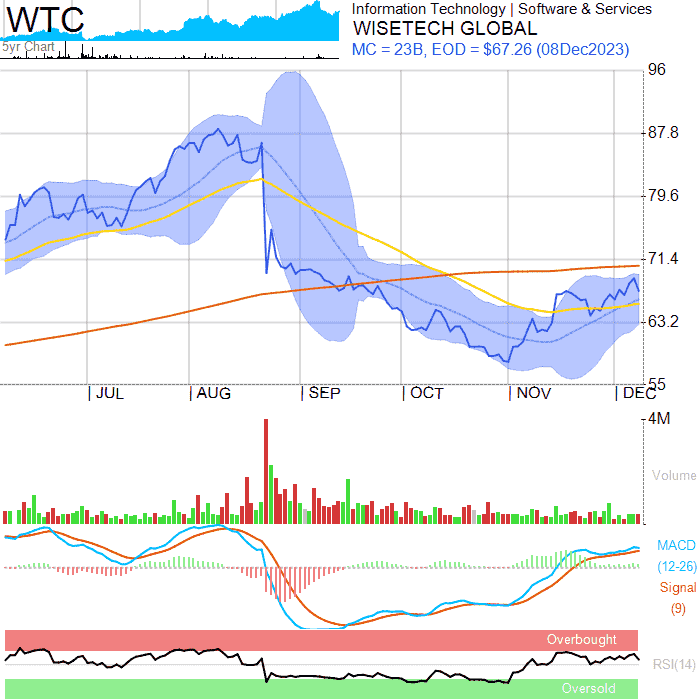 WTC
5yr Chart
Information Technology | Software & Services
WISETECH GLOBAL
MC = 23B, EOD = $67.26 (08Dec2023)
96
87.8
79.6
71.4
63.2
55
JUL
AUG
SEP
OCT
NOV
DEC
4M
Volume
MACD
(12-26)
Signal
(9)
Overbought
RSI(14)
Oversold